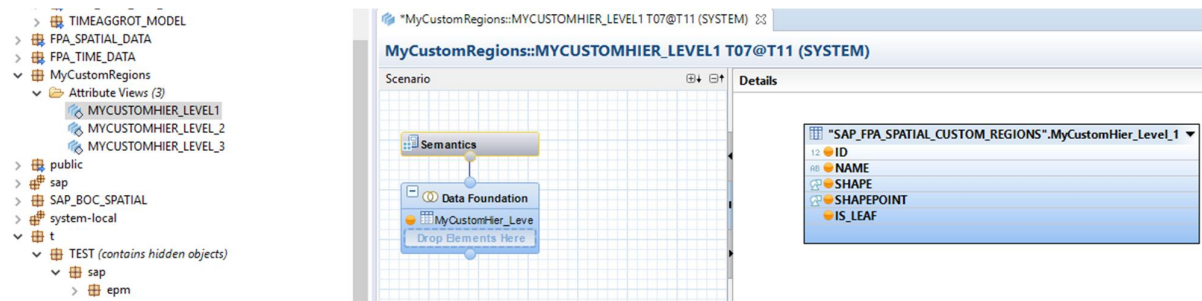 TIMEAGGROT_MODEL
FPA_SPATIAL_DATA
FPA_TIME_DATA
MyCustomRegions
Attribute Views (3)
MYCUSTOMHIER_LEVEL1
MYCUSTOMHIER_LEVEL_2
MYCUSTOMHIER_LEVEL_3
public
sap
SAP_BOC_SPATIAL
system-local
t
TEST (contains hidden objects)
sap
epm
*MyCustomRegions::MYCUSTOMHIER_LEVEL1 T07@T11 (SYSTEM)
MyCustomRegions::MYCUSTOMHIER_LEVEL1 T07@T11 (SYSTEM)
Scenario
Semantics
Data Foundation
MyCustomHier_Leve
Drop Elements Here
Details
"SAP_FPA_SPATIAL_CUSTOM_REGIONS".MyCustomHier_Level_1
12 ID
AB NAME
SHAPE
SHAPEPOINT
IS_LEAF